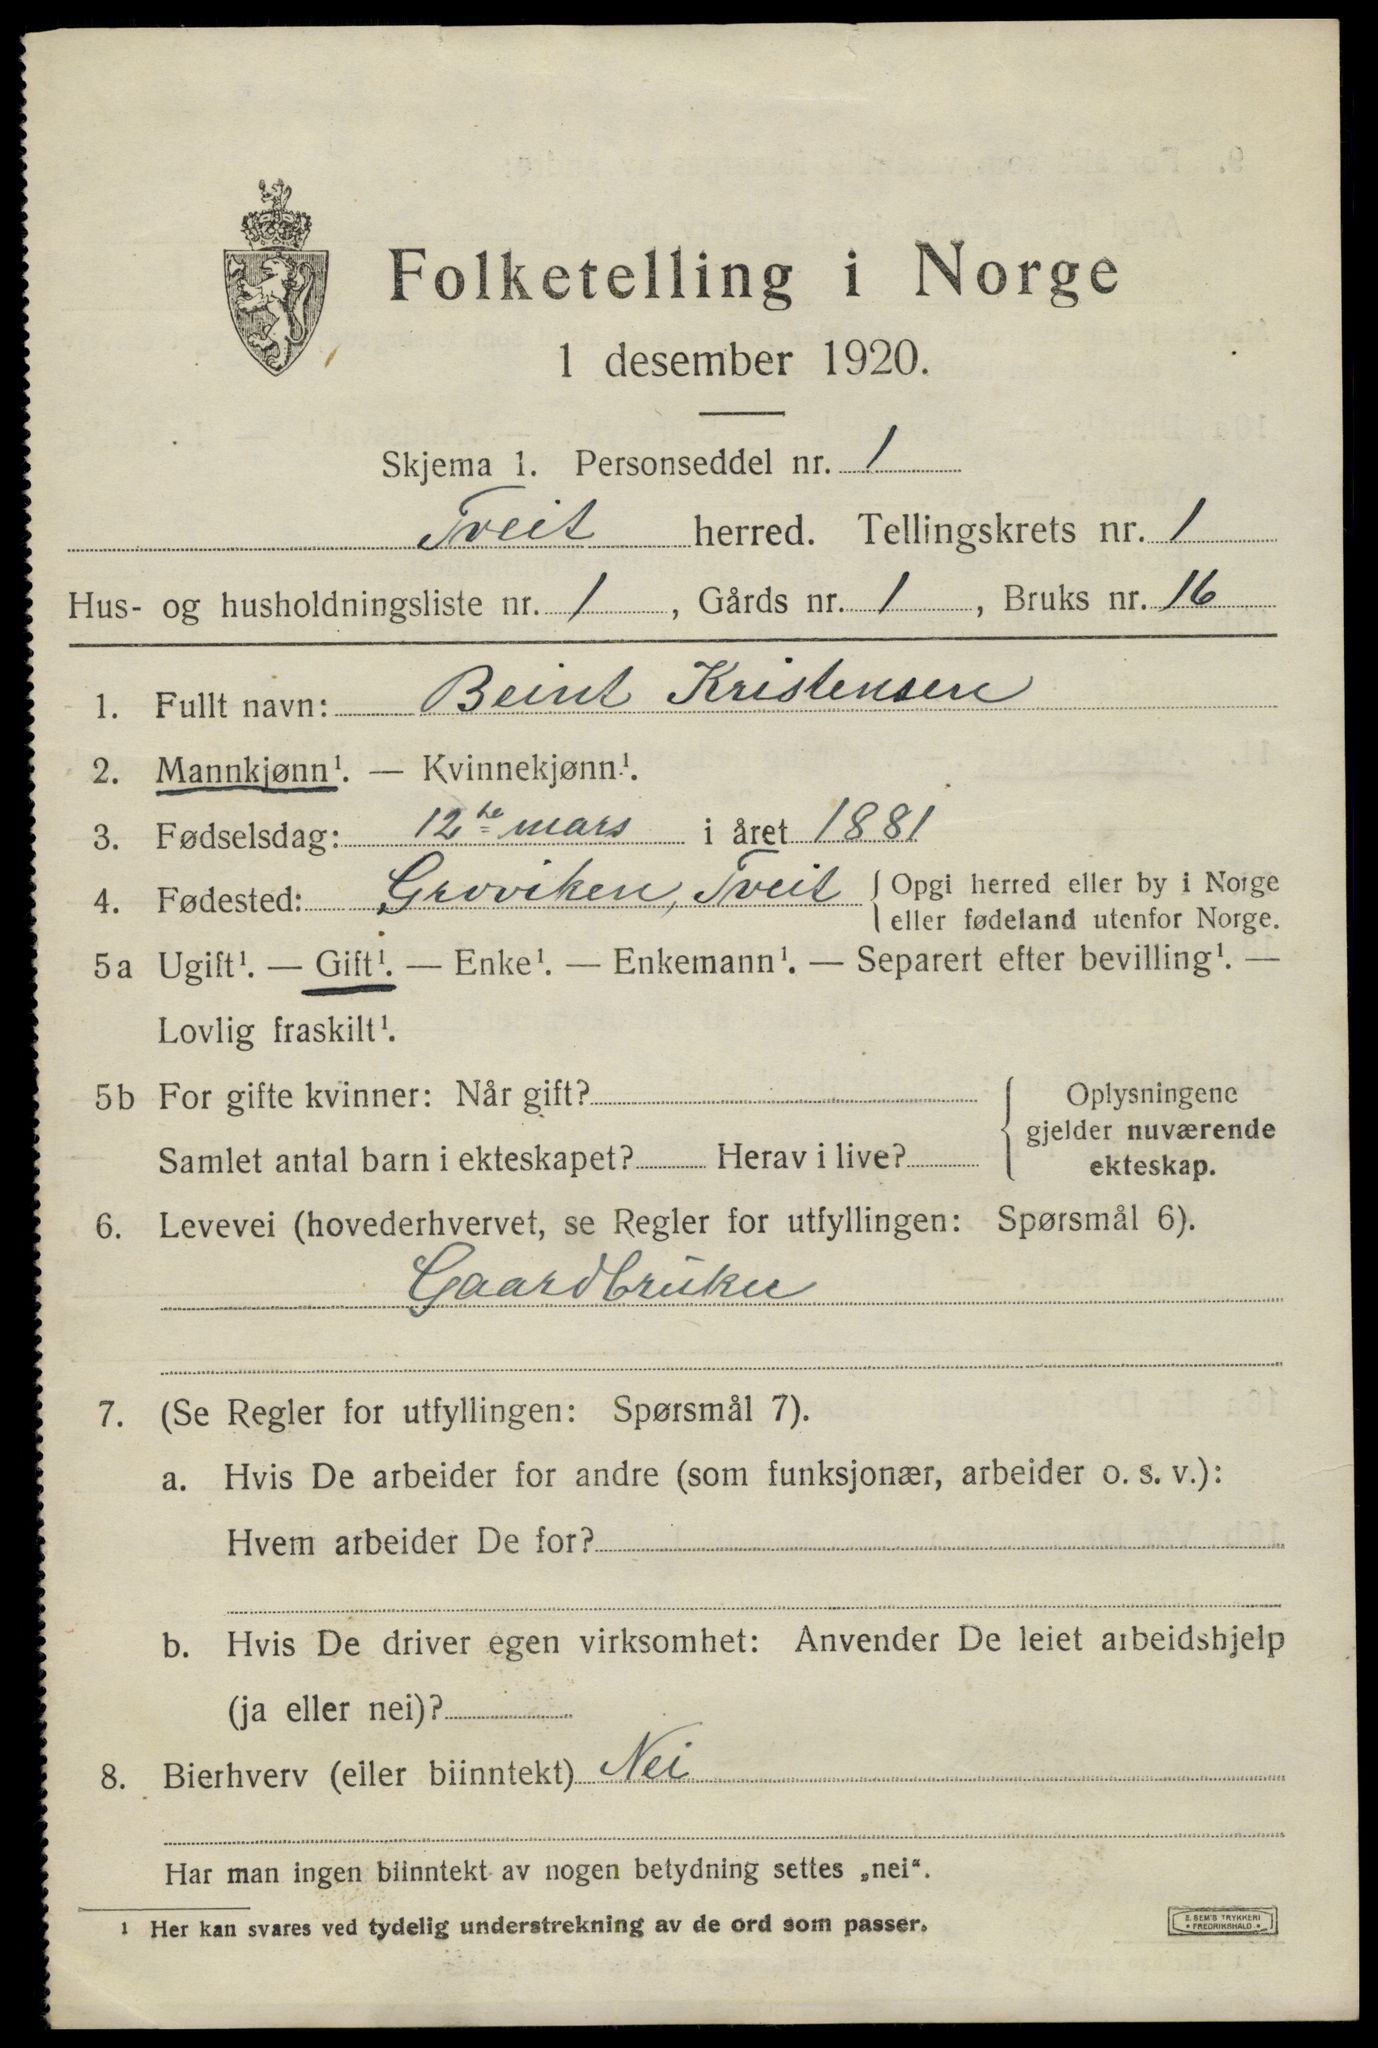 Folketelling i Norge
1 desember 1920.
Skjema 1. Personseddel nr. 1
Tveit herred. Tellingskrets nr. 1
Hus- og husholdningsliste nr. 1, Gårds nr. 1, Bruks nr. 16
1. Fullt navn: Beint Kristensen
2. Mannkjønn¹. — Kvinnekjønn¹.
3. Fødselsdag: 12te mars i året 1881
4. Fødested: Groviken, Tveit { Opgi herred eller by i Norge
eller fødeland utenfor Norge.
5a Ugift¹. — Gift¹. — Enke¹. — Enkemann¹. — Separert efter bevilling¹. —
Lovlig fraskilt¹.
5b For gifte kvinner: Når gift? { Oplysningene
gjelder nuværende
Samlet antal barn i ekteskapet? Herav i live?
ekteskap.
6. Levevei (hovederhvervet, se Regler for utfyllingen: Spørsmål 6).
Gaardbruker
7. (Se Regler for utfyllingen: Spørsmål 7).
a. Hvis De arbeider for andre (som funksjonær, arbeider o. s. v.):
Hvem arbeider De for?
b. Hvis De driver egen virksomhet: Anvender De leiet arbeidshjelp
(ja eller nei)?
8. Bierhverv (eller biinntekt) Nei
Har man ingen biinntekt av nogen betydning settes „nei“.
1 Her kan svares ved tydelig understrekning av de ord som passer.
E. SEM'S TRYKKERI
• FREDRIKSHALD •